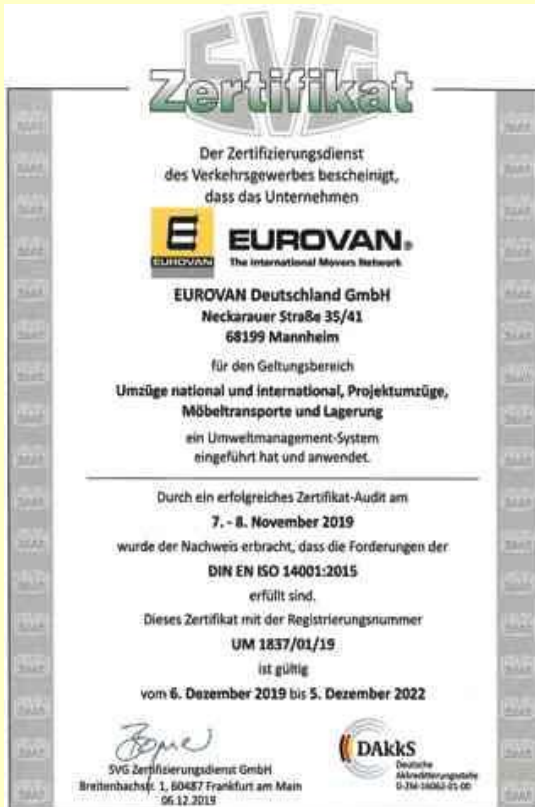 SVG
Zertifikat
Der Zertifizierungsdienst
des Verkehrsgewerbes bescheinigt,
dass das Unternehmen
E EUROVAN®
EUROVAN The International Movers Network
EUROVAN Deutschland GmbH
Neckarauer Straße 35/41
68199 Mannheim
für den Geltungsbereich
Umzüge national und international, Projektumzüge,
Möbeltransporte und Lagerung
ein Umweltmanagement-System
eingeführt hat und anwendet.
Durch ein erfolgreiches Zertifikat-Audit am
7. - 8. November 2019
wurde der Nachweis erbracht, dass die Forderungen der
DIN EN ISO 14001:2015
erfüllt sind.
Dieses Zertifikat mit der Registrierungsnummer
UM 1837/01/19
ist gültig
vom 6. Dezember 2019 bis 5. Dezember 2022
SVG Zertifizierungsdienst GmbH
Breitenbachstr. 1, 60487 Frankfurt am Main
06.12.2019
DAkkS
Deutsche
Akkreditierungsstelle
D-ZM-16062-01-00